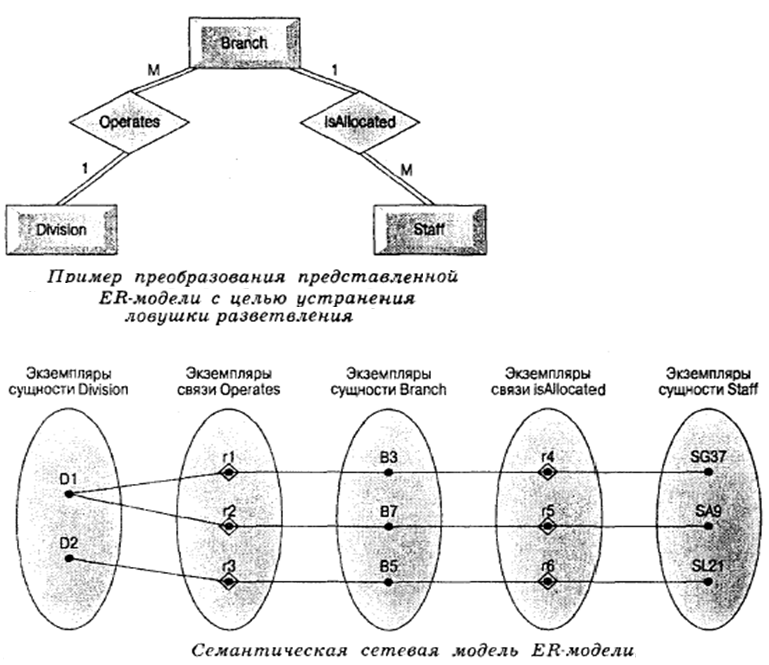 Branch
M
1
Operates
isAllocated
1
M
Division
Staff
Пример преобразования представленной
ER-модели с целью устранения
ловушки разветвления
Экземпляры сущности Division
Экземпляры связи Operates
Экземпляры сущности Branch
Экземпляры связи isAllocated
Экземпляры сущности Staff
r1
B3
r4
SG37
D1
r2
B7
r5
SA9
D2
r3
B5
r6
SL21
Семантическая сетевая модель ER-модели